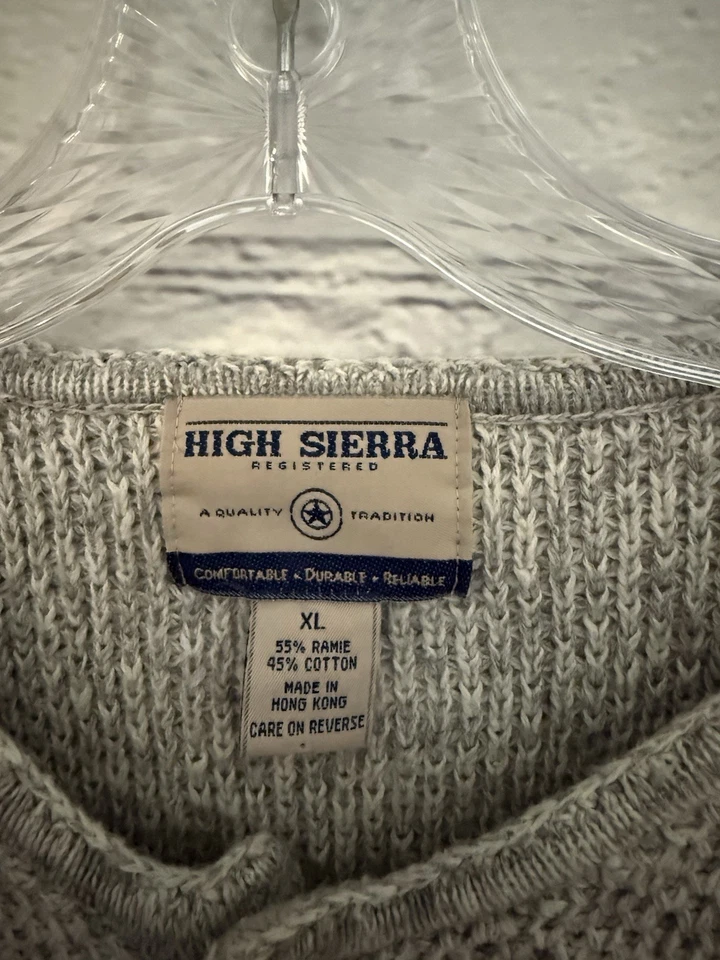 HIGH SIERRA
REGISTERED
A QUALITY TRADITION
COMFORTABLE • DURABLE • RELIABLE
XL
55% RAMIE
45% COTTON
MADE IN
HONG KONG
CARE ON REVERSE